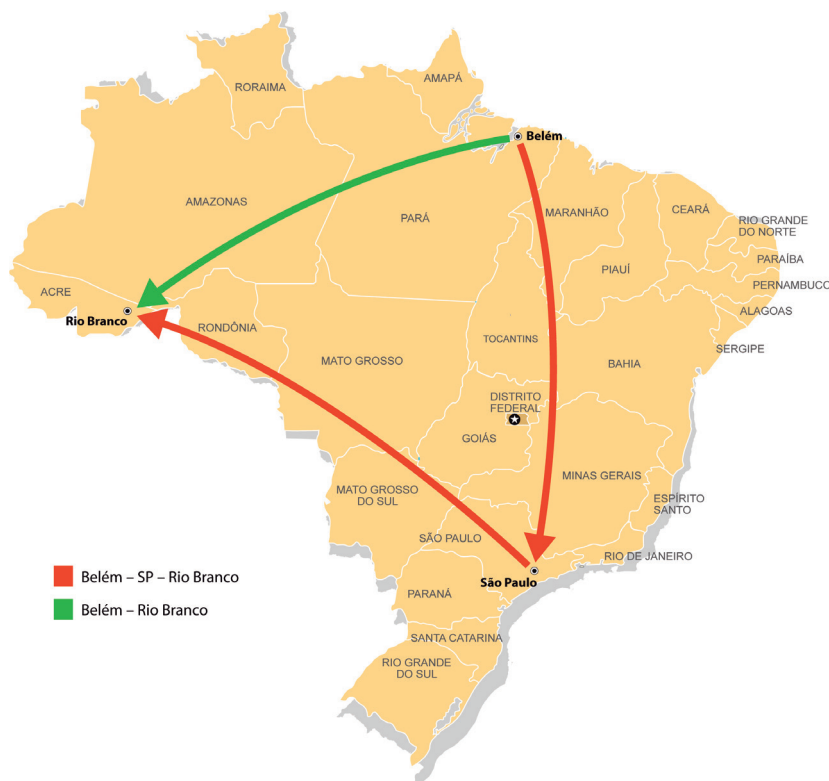 AMAPÁ
RORAIMA
Belém
AMAZONAS
PARÁ
MARANHÃO
CEARÁ
RIO GRANDE
DO NORTE
PARAÍBA
PIAUÍ
PERNAMBUCO
ACRE
ALAGOAS
Rio Branco
RONDÔNIA
TOCANTINS
SERGIPE
MATO GROSSO
BAHIA
DISTRITO
FEDERAL
GOIÁS
MINAS GERAIS
MATO GROSSO
DO SUL
ESPÍRITO
SANTO
SÃO PAULO
RIO DE JANEIRO
São Paulo
Belém – SP – Rio Branco
PARANÁ
Belém – Rio Branco
SANTA CATARINA
RIO GRANDE
DO SUL